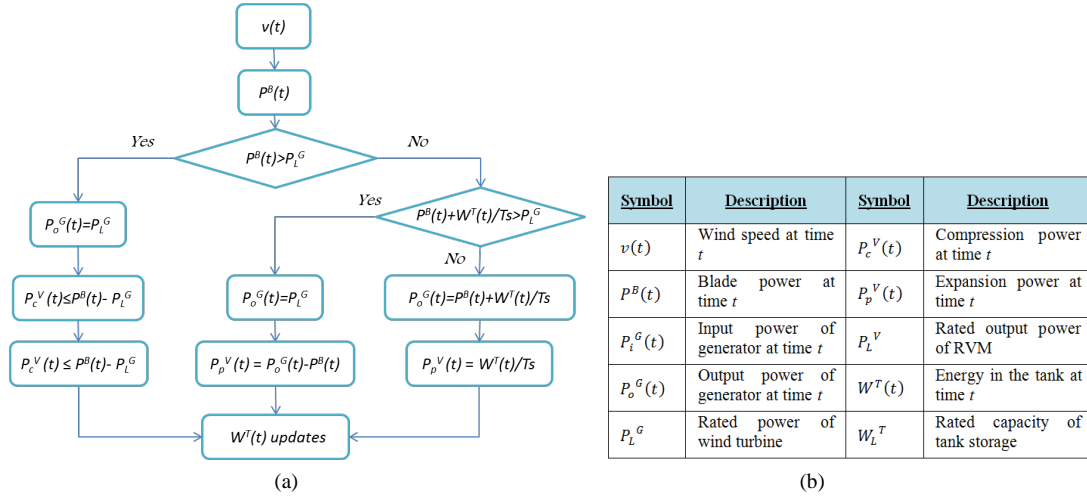 v(t)
P^B(t)
Yes
No
P^B(t)>P_L^G
Yes
P_o^G(t)=P_L^G
P^B(t)+W^T(t)/Ts>P_L^G
No
P_c^V(t)≤P^B(t)- P_L^G
P_o^G(t)=P_L^G
P_o^G(t)=P^B(t)+W^T(t)/Ts
P_c^V(t) ≤ P^B(t)- P_L^G
P_p^V(t) = P_o^G(t)-P^B(t)
P_p^V(t) = W^T(t)/Ts
W^T(t) updates
(a)
Symbol Description Symbol Description
v(t) Wind speed at time t P_c^V(t) Compression power at time t
P^B(t) Blade power at time t P_p^V(t) Expansion power at time t
P_i^G(t) Input power of generator at time t P_L^V Rated output power of RVM
P_o^G(t) Output power of generator at time t W^T(t) Energy in the tank at time t
P_L^G Rated power of wind turbine W_L^T Rated capacity of tank storage
(b)